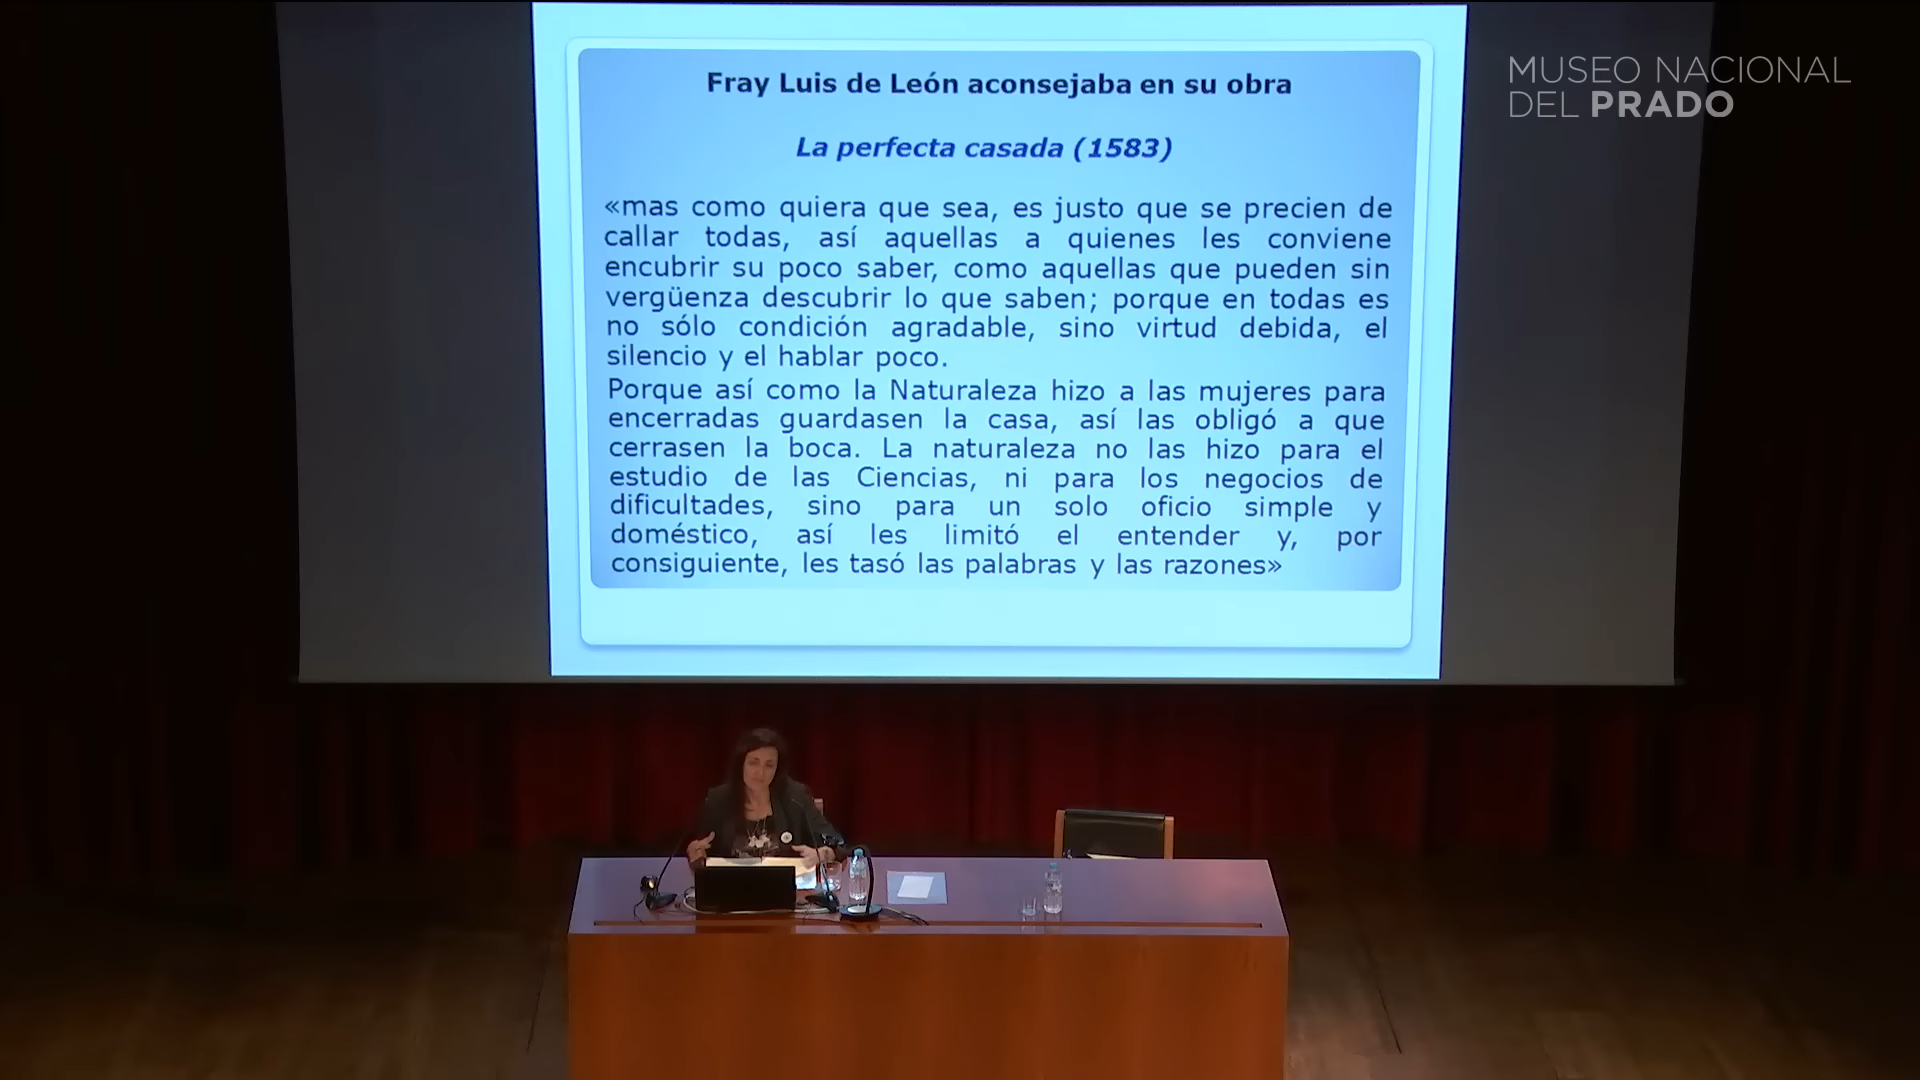 MUSEO NACIONAL
DEL PRADO
Fray Luis de León aconsejaba en su obra
La perfecta casada (1583)
«mas como quiera que sea, es justo que se precien de
callar todas, así aquellas a quienes les conviene
encubrir su poco saber, como aquellas que pueden sin
vergüenza descubrir lo que saben; porque en todas es
no sólo condición agradable, sino virtud debida, el
silencio y el hablar poco.
Porque así como la Naturaleza hizo a las mujeres para
encerradas guardasen la casa, así las obligó a que
cerrasen la boca. La naturaleza no las hizo para el
estudio de las Ciencias, ni para los negocios de
dificultades, sino para un solo oficio simple y
doméstico, así les limitó el entender y, por
consiguiente, les tasó las palabras y las razones»